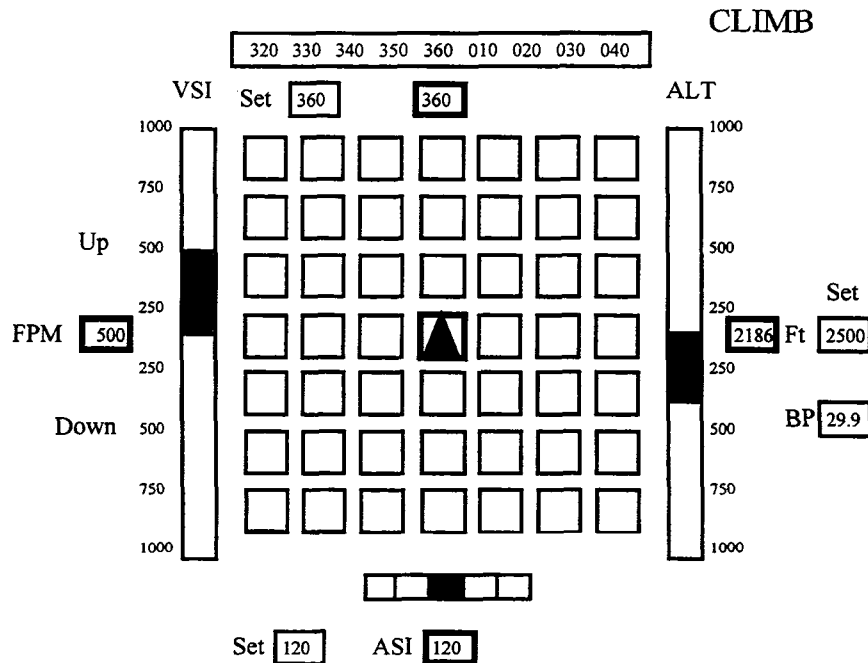 CLIMB
320 330 340 350 360 010 020 030 040
VSI Set 360 360 ALT
1000 1000
750 750
Up 500 500
250 250 Set
FPM 500 2186 Ft 2500
250 250
Down 500 500 BP 29.9
750 750
1000 1000
Set 120 ASI 120